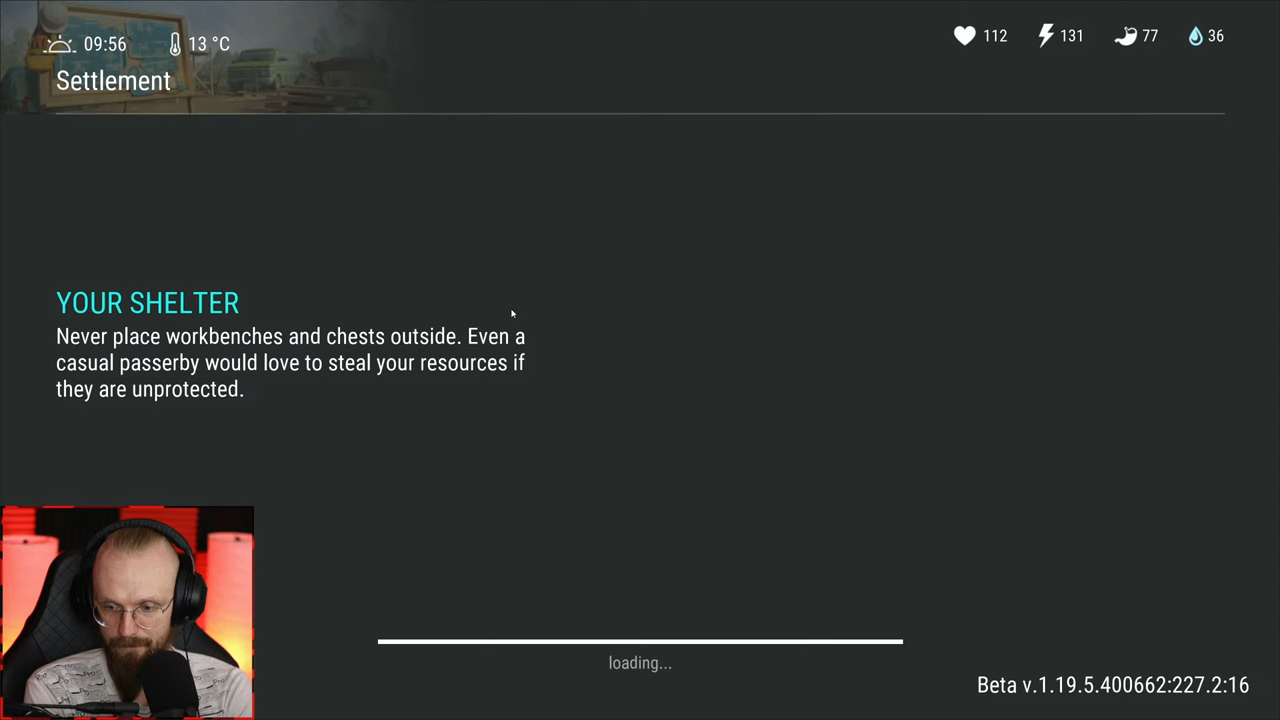 09:56 13 °C 112 131 77 36
Settlement
YOUR SHELTER
Never place workbenches and chests outside. Even a
casual passerby would love to steal your resources if
they are unprotected.
loading...
Beta v.1.19.5.400662:227.2:16